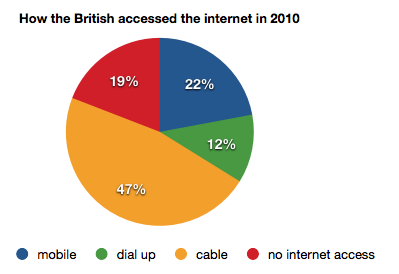 How the British accessed the internet in 2010
19%
22%
12%
47%
mobile dial up cable no internet access